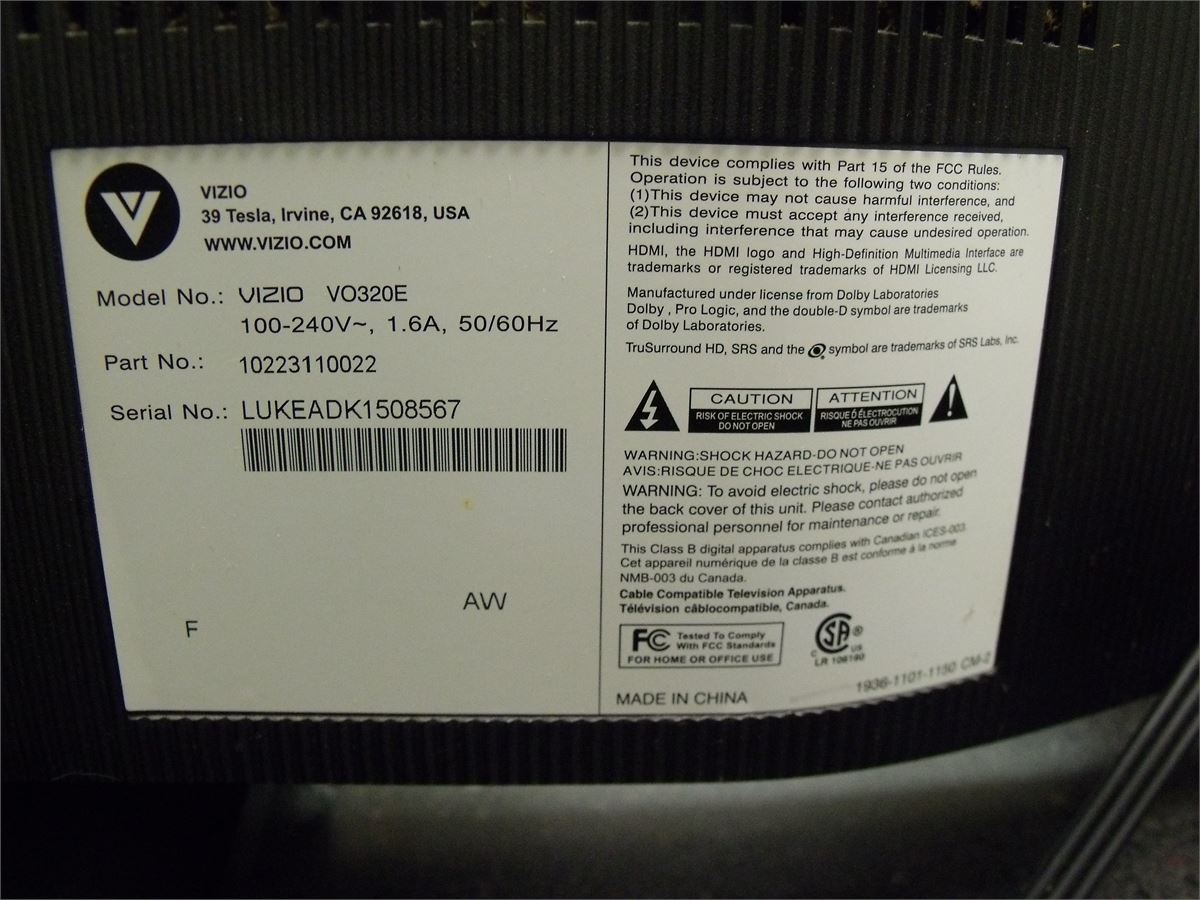 VIZIO
39 Tesla, Irvine, CA 92618, USA
WWW.VIZIO.COM
Model No.: VIZIO VO320E
100-240V~, 1.6A, 50/60Hz
Part No.: 10223110022
Serial No.: LUKEADK1508567
AW
F
This device complies with Part 15 of the FCC Rules.
Operation is subject to the following two conditions:
(1)This device may not cause harmful interference, and
(2)This device must accept any interference received,
including interference that may cause undesired operation.
HDMI, the HDMI logo and High-Definition Multimedia Interface are
trademarks or registered trademarks of HDMI Licensing LLC.
Manufactured under license from Dolby Laboratories
Dolby , Pro Logic, and the double-D symbol are trademarks
of Dolby Laboratories.
TruSurround HD, SRS and the symbol are trademarks of SRS Labs, Inc.
CAUTION
RISK OF ELECTRIC SHOCK
DO NOT OPEN
ATTENTION
RISQUE D ÉLECTROCUTION
NE PAS OUVRIR
WARNING:SHOCK HAZARD-DO NOT OPEN
AVIS:RISQUE DE CHOC ELECTRIQUE-NE PAS OUVRIR
WARNING: To avoid electric shock, please do not open
the back cover of this unit. Please contact authorized
professional personnel for maintenance or repair.
This Class B digital apparatus complies with Canadian ICES-003
Cet appareil numérique de la classe B est conforme à la norme
NMB-003 du Canada.
Cable Compatible Television Apparatus.
Télévision câblocompatible, Canada.
FC Tested To Comply
With FCC Standards
FOR HOME OR OFFICE USE
SA ®
C US
LR 108190
MADE IN CHINA
1936-1101-1150 CM-2